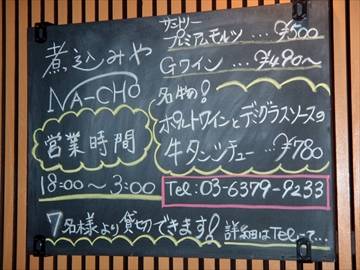 煮込みや
NA-CHO
営業時間
18:00〜3:00
サントリー
プレミアムモルツ…¥500
Gワイン…¥490〜
名物の!
ポルトワインとデミグラスソースの
牛タンシチュー…¥780
Tel:03-6379-9233
7名様より貸切できます!詳細はTelにて…